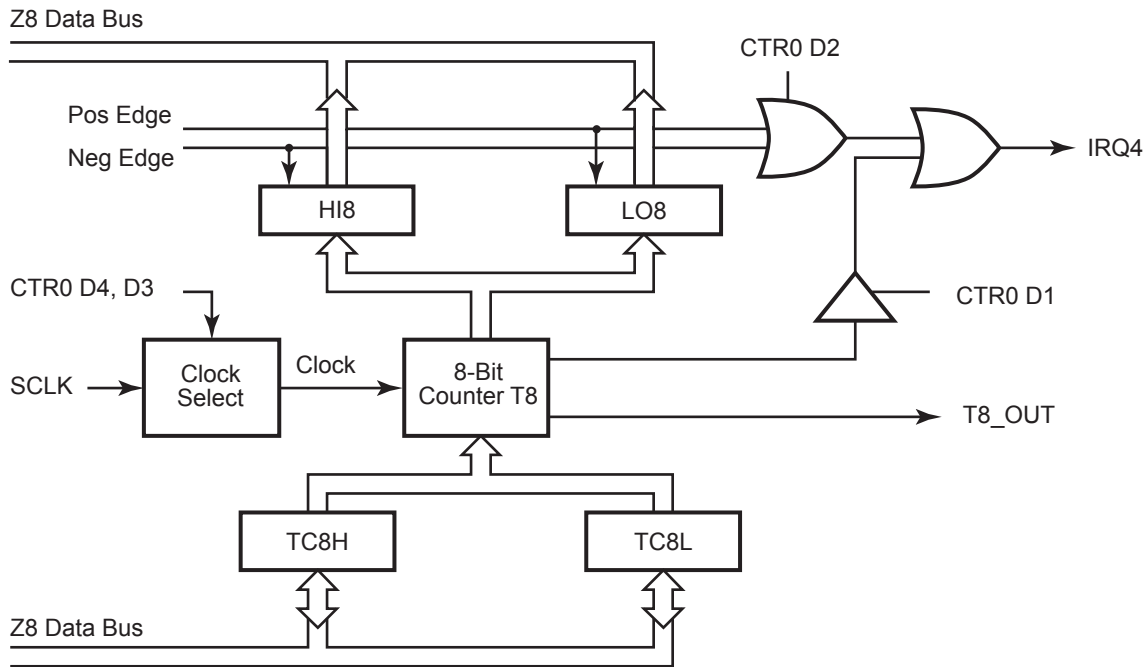 Z8 Data Bus
CTR0 D2
Pos Edge
Neg Edge
IRQ4
HI8
LO8
CTR0 D4, D3
CTR0 D1
SCLK
Clock
Select
Clock
8-Bit
Counter T8
T8_OUT
TC8H
TC8L
Z8 Data Bus